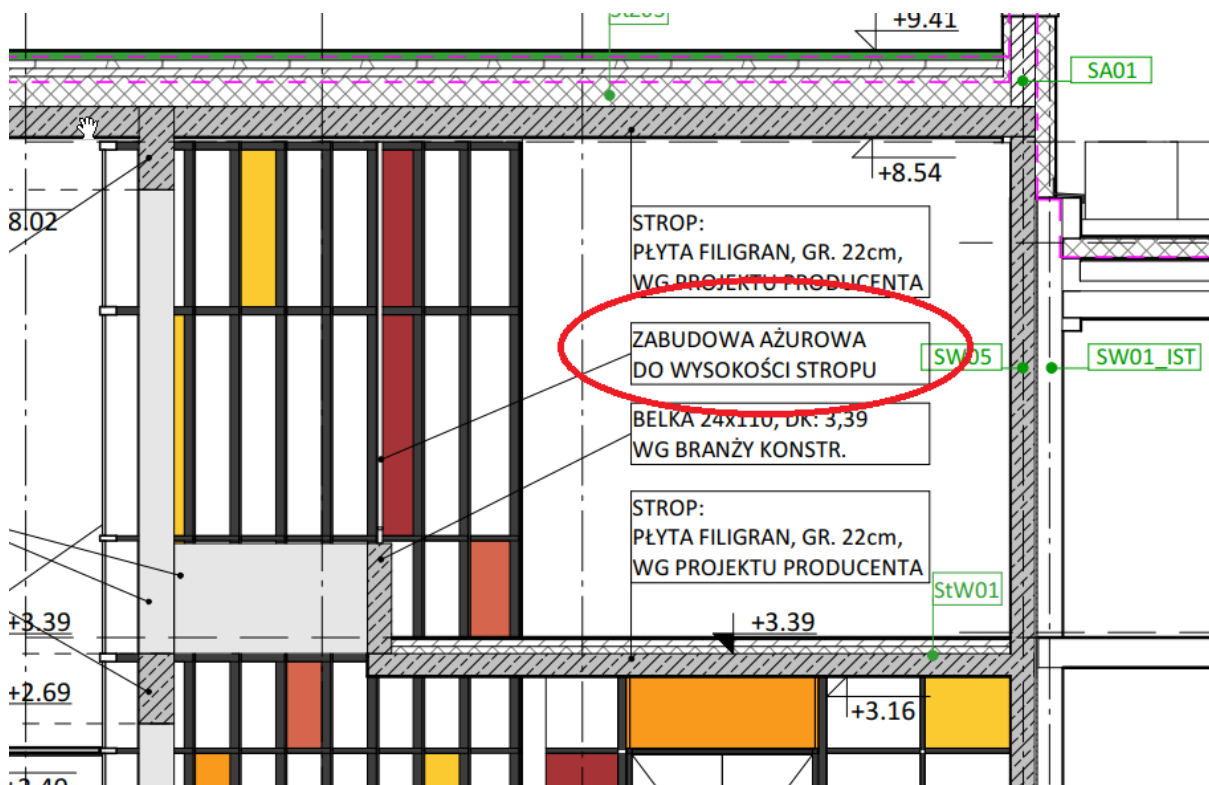 +9.41
SA01
+8.54
8.02
STROP:
PŁYTA FILIGRAN, GR. 22cm,
WG PROJEKTU PRODUCENTA
ZABUDOWA AŻUROWA
DO WYSOKOŚCI STROPU
SW05
SW01_IST
BELKA 24x110, DK: 3,39
WG BRANŻY KONSTR.
STROP:
PŁYTA FILIGRAN, GR. 22cm,
WG PROJEKTU PRODUCENTA
StW01
+3.39
+3.39
+2.69
+3.16